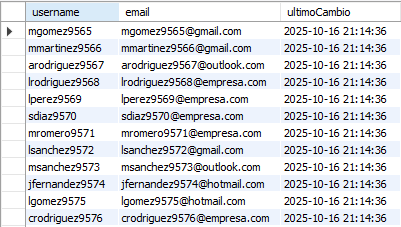 username email ultimoCambio
mgomez9565 mgomez9565@gmail.com 2025-10-16 21:14:36
mmartinez9566 mmartinez9566@gmail.com 2025-10-16 21:14:36
arodriguez9567 arodriguez9567@outlook.com 2025-10-16 21:14:36
lrodriguez9568 lrodriguez9568@empresa.com 2025-10-16 21:14:36
lperez9569 lperez9569@empresa.com 2025-10-16 21:14:36
sdiaz9570 sdiaz9570@empresa.com 2025-10-16 21:14:36
mromero9571 mromero9571@empresa.com 2025-10-16 21:14:36
lsanchez9572 lsanchez9572@gmail.com 2025-10-16 21:14:36
msanchez9573 msanchez9573@outlook.com 2025-10-16 21:14:36
jfernandez9574 jfernandez9574@hotmail.com 2025-10-16 21:14:36
lgomez9575 lgomez9575@hotmail.com 2025-10-16 21:14:36
crodriguez9576 crodriguez9576@empresa.com 2025-10-16 21:14:36